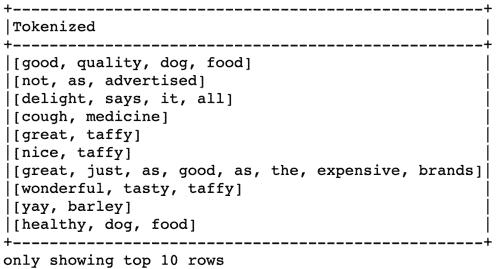 +------------------------------------------------+
|Tokenized                                       |
+------------------------------------------------+
|[good, quality, dog, food]                      |
|[not, as, advertised]                           |
|[delight, says, it, all]                        |
|[cough, medicine]                               |
|[great, taffy]                                  |
|[nice, taffy]                                   |
|[great, just, as, good, as, the, expensive, brands]|
|[wonderful, tasty, taffy]                       |
|[yay, barley]                                   |
|[healthy, dog, food]                            |
+------------------------------------------------+
only showing top 10 rows